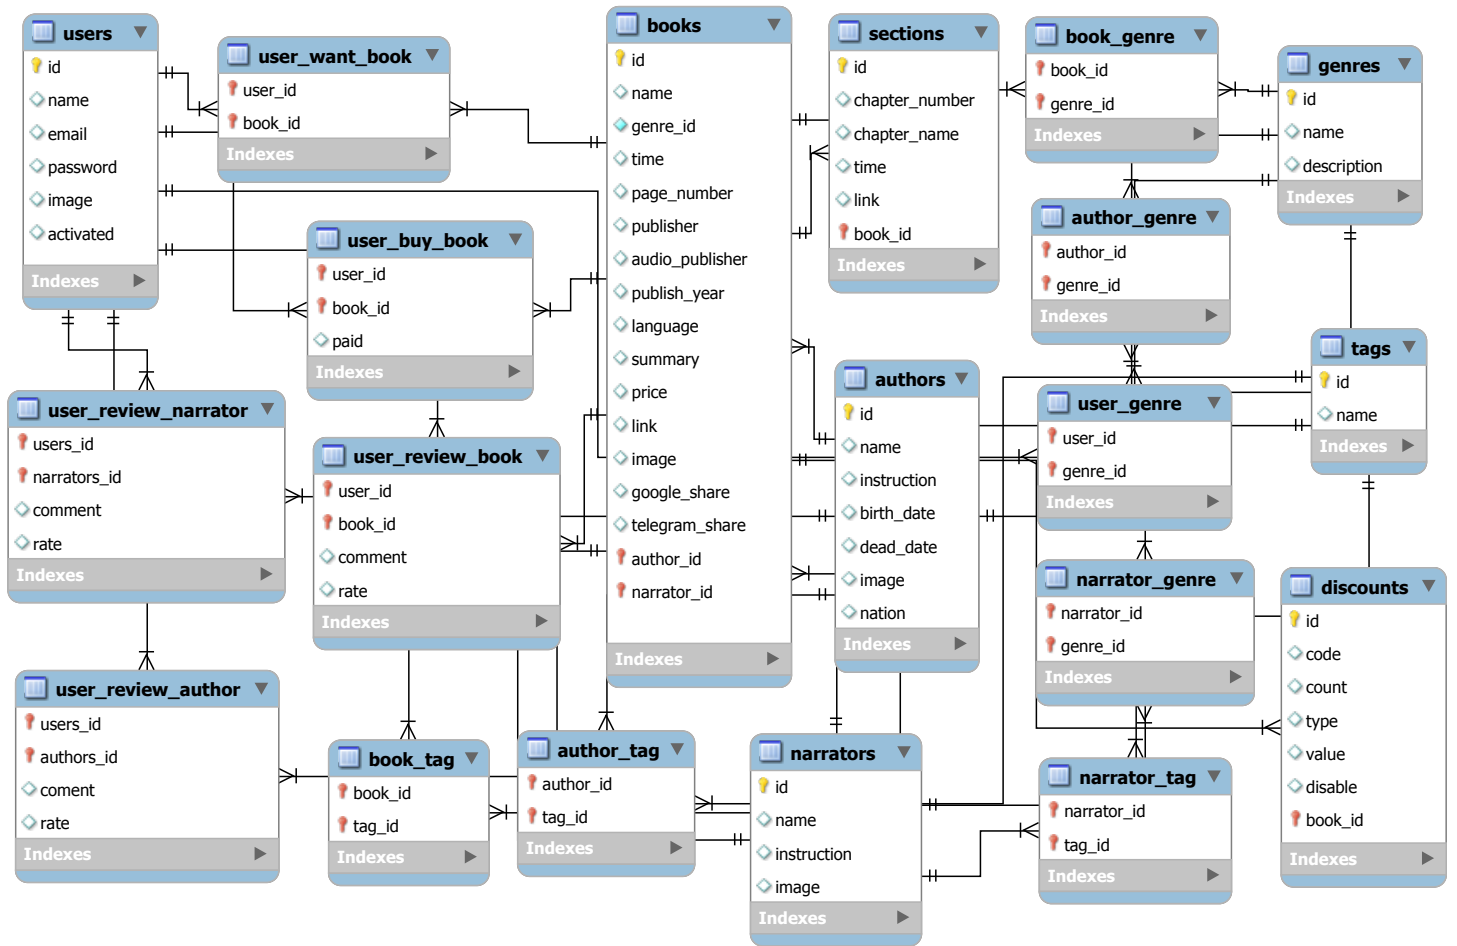 users
id
name
email
password
image
activated
Indexes
user_want_book
user_id
book_id
Indexes
user_buy_book
user_id
book_id
paid
Indexes
user_review_narrator
users_id
narrators_id
comment
rate
Indexes
user_review_book
user_id
book_id
comment
rate
Indexes
user_review_author
users_id
authors_id
coment
rate
Indexes
book_tag
book_id
tag_id
Indexes
author_tag
author_id
tag_id
Indexes
books
id
name
genre_id
time
page_number
publisher
audio_publisher
publish_year
language
summary
price
link
image
google_share
telegram_share
author_id
narrator_id
Indexes
sections
id
chapter_number
chapter_name
time
link
book_id
Indexes
authors
id
name
instruction
birth_date
dead_date
image
nation
Indexes
narrators
id
name
instruction
image
Indexes
book_genre
book_id
genre_id
Indexes
author_genre
author_id
genre_id
Indexes
user_genre
user_id
genre_id
Indexes
narrator_genre
narrator_id
genre_id
Indexes
narrator_tag
narrator_id
tag_id
Indexes
genres
id
name
description
Indexes
tags
id
name
Indexes
discounts
id
code
count
type
value
disable
book_id
Indexes